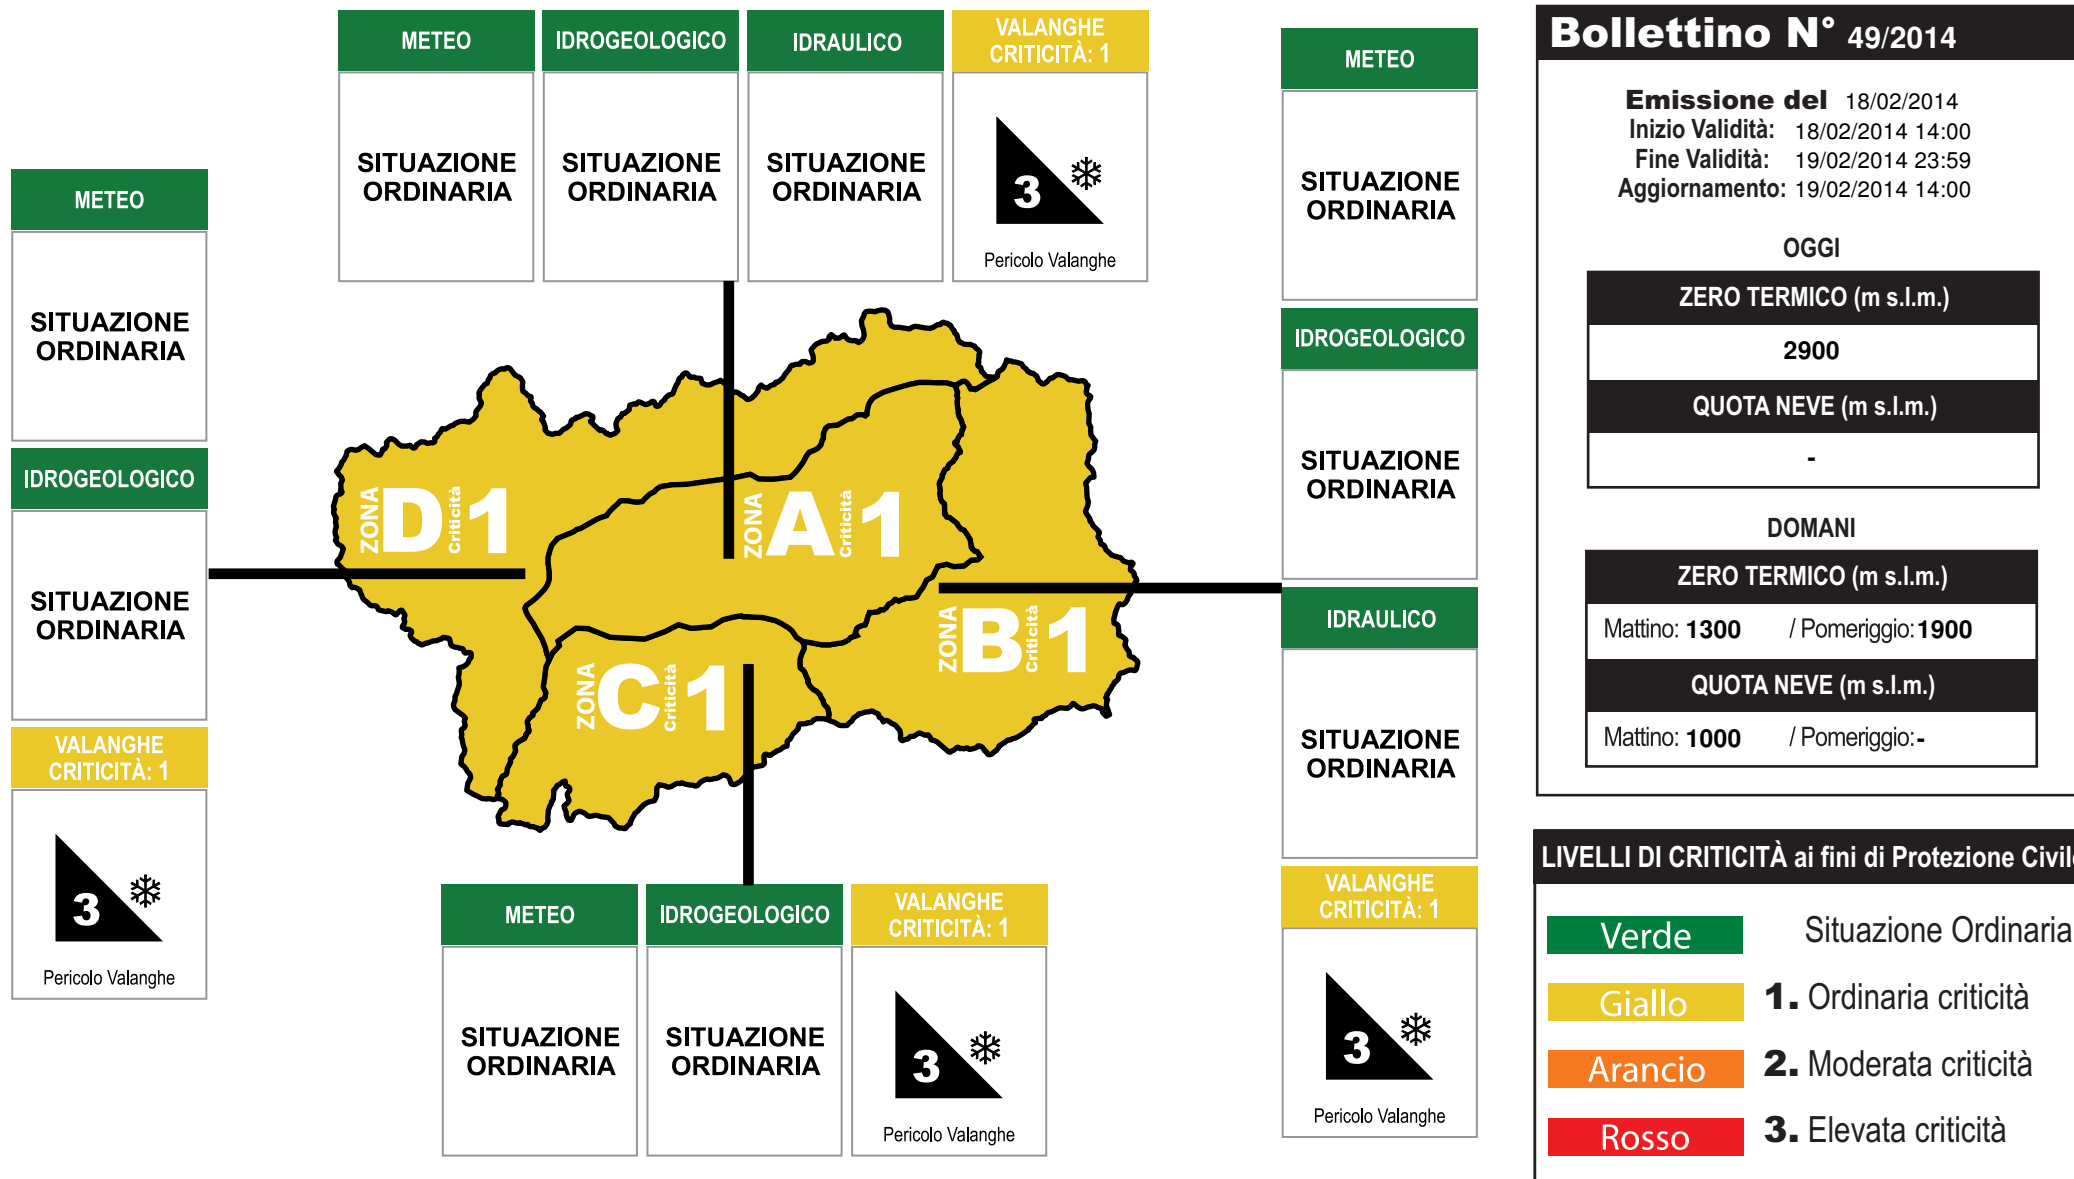 METEO
SITUAZIONE
ORDINARIA
IDROGEOLOGICO
SITUAZIONE
ORDINARIA
VALANGHE
CRITICITÀ: 1
3
Pericolo Valanghe
METEO
SITUAZIONE
ORDINARIA
IDROGEOLOGICO
SITUAZIONE
ORDINARIA
IDRAULICO
SITUAZIONE
ORDINARIA
VALANGHE
CRITICITÀ: 1
3
Pericolo Valanghe
ZONA D Criticità 1
ZONA A Criticità 1
ZONA B Criticità 1
ZONA C Criticità 1
METEO
SITUAZIONE
ORDINARIA
IDROGEOLOGICO
SITUAZIONE
ORDINARIA
VALANGHE
CRITICITÀ: 1
3
Pericolo Valanghe
METEO
SITUAZIONE
ORDINARIA
IDROGEOLOGICO
SITUAZIONE
ORDINARIA
IDRAULICO
SITUAZIONE
ORDINARIA
VALANGHE
CRITICITÀ: 1
3
Pericolo Valanghe
Bollettino N° 49/2014
Emissione del 18/02/2014
Inizio Validità: 18/02/2014 14:00
Fine Validità: 19/02/2014 23:59
Aggiornamento: 19/02/2014 14:00
OGGI
ZERO TERMICO (m s.l.m.)
2900
QUOTA NEVE (m s.l.m.)
-
DOMANI
ZERO TERMICO (m s.l.m.)
Mattino: 1300 / Pomeriggio: 1900
QUOTA NEVE (m s.l.m.)
Mattino: 1000 / Pomeriggio: -
LIVELLI DI CRITICITÀ ai fini di Protezione Civile
Verde Situazione Ordinaria
Giallo 1. Ordinaria criticità
Arancio 2. Moderata criticità
Rosso 3. Elevata criticità